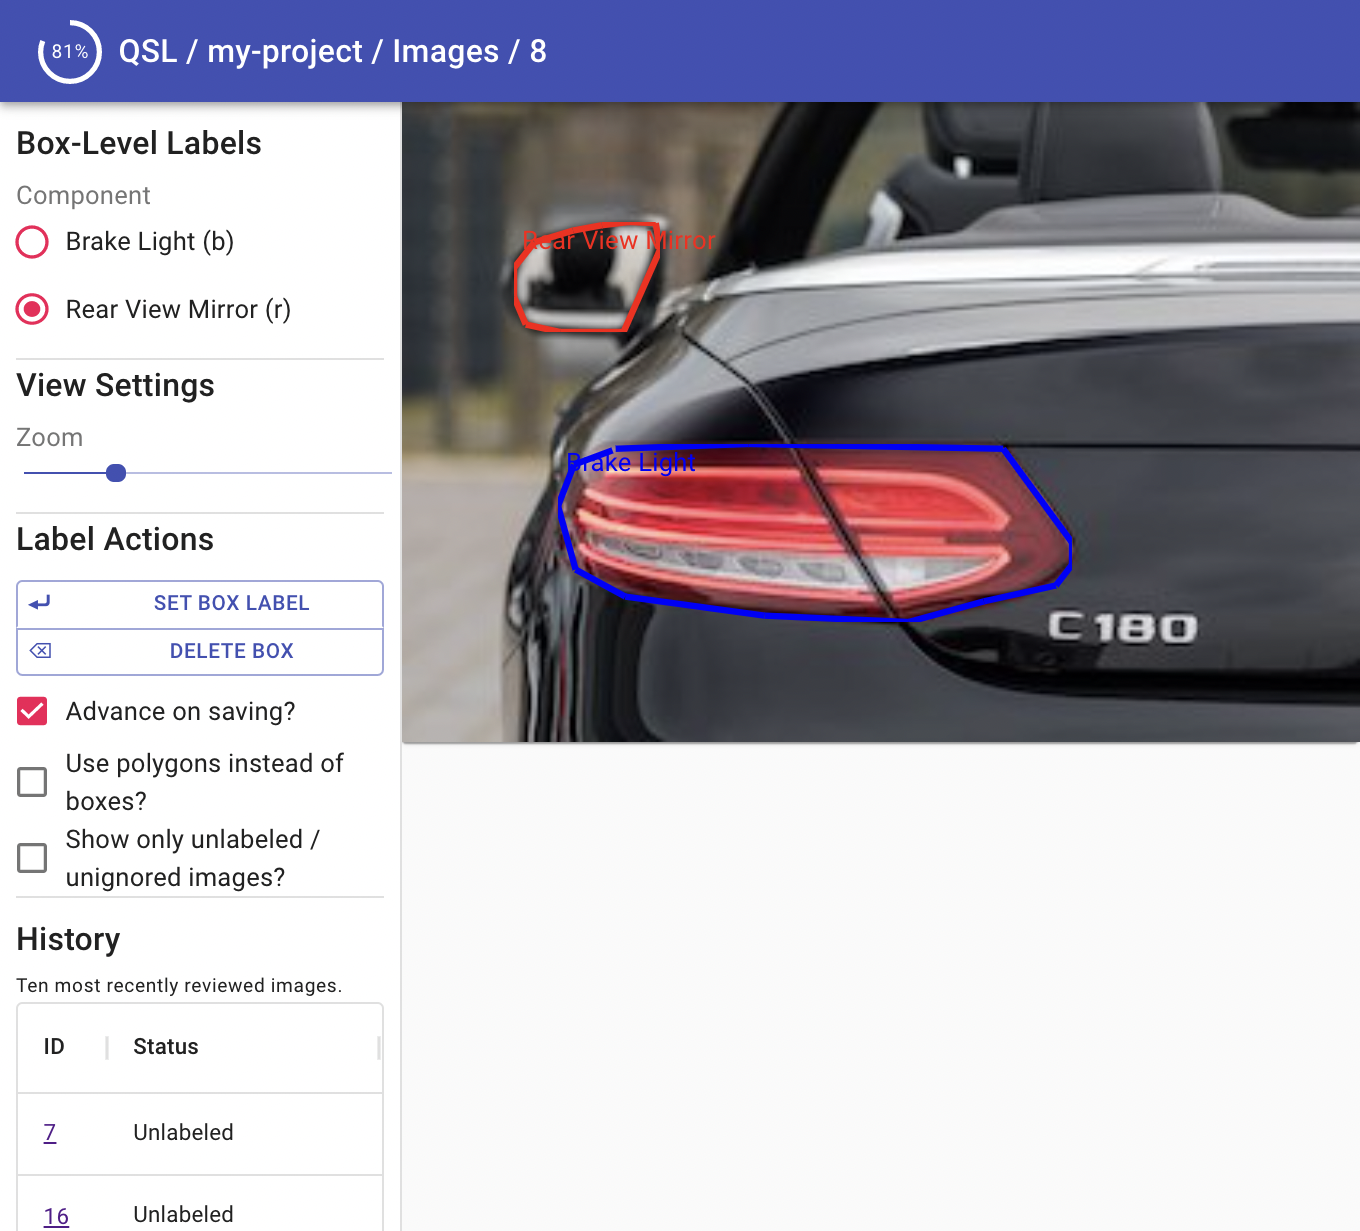 81%
QSL / my-project / Images / 8
Box-Level Labels
Component
Brake Light (b)
Rear View Mirror (r)
View Settings
Zoom
Label Actions
SET BOX LABEL
DELETE BOX
Advance on saving?
Use polygons instead of
boxes?
Show only unlabeled /
unignored images?
History
Ten most recently reviewed images.
ID Status
7 Unlabeled
16 Unlabeled
Rear View Mirror
Brake Light
C 180